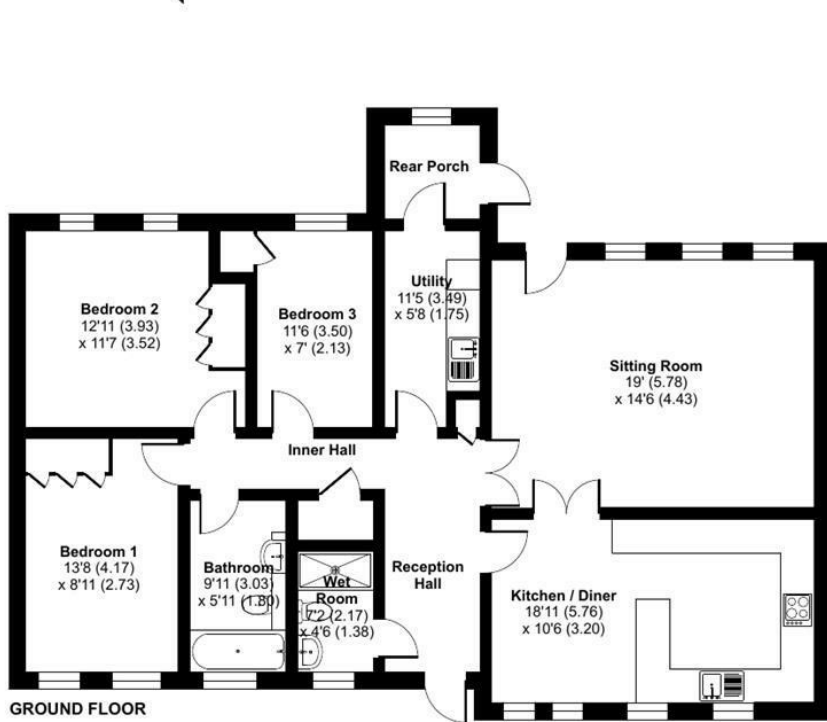 Rear Porch
Bedroom 2
12'11 (3.93)
x 11'7 (3.52)
Bedroom 3
11'6 (3.50)
x 7' (2.13)
Utility
11'5 (3.49)
x 5'8 (1.75)
Sitting Room
19' (5.78)
x 14'6 (4.43)
Inner Hall
Bedroom 1
13'8 (4.17)
x 8'11 (2.73)
Bathroom
9'11 (3.03)
x 5'11 (1.80)
Wet
Room
7'2 (2.17)
x 4'6 (1.38)
Reception
Hall
Kitchen / Diner
18'11 (5.76)
x 10'6 (3.20)
GROUND FLOOR